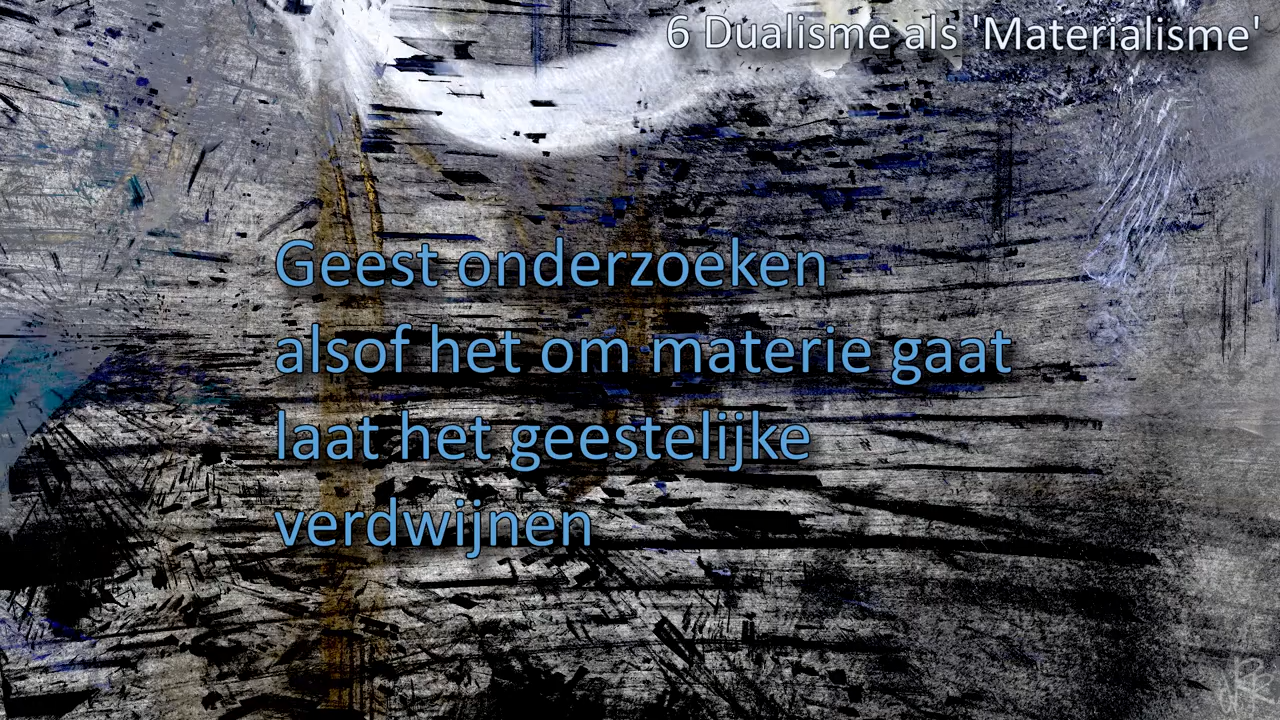 6 Dualisme als 'Materialisme'
Geest onderzoeken
alsof het om materie gaat
laat het geestelijke
verdwijnen